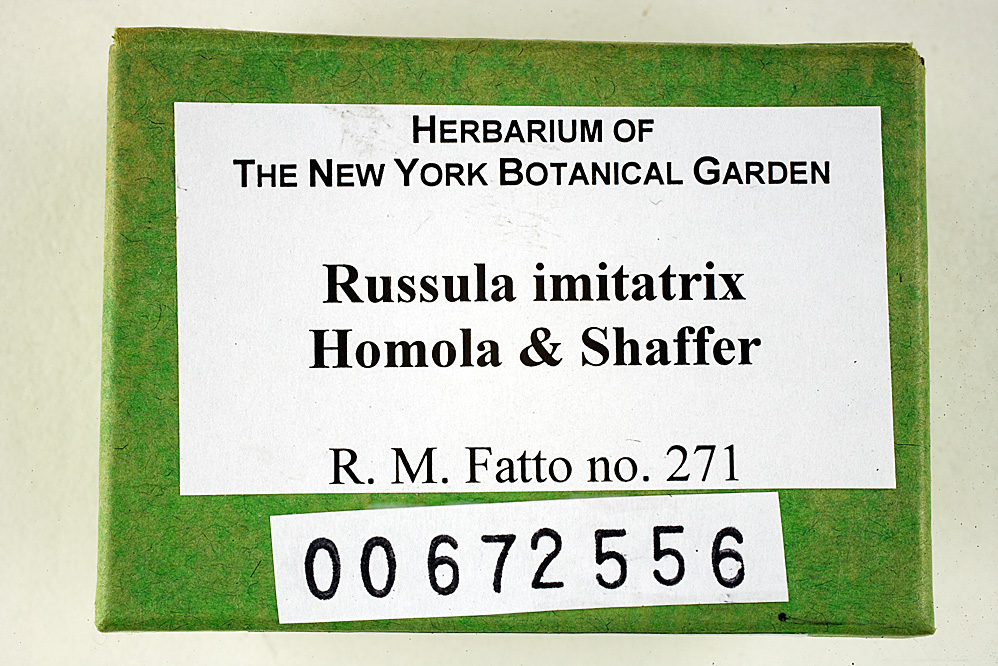 HERBARIUM OF
THE NEW YORK BOTANICAL GARDEN
Russula imitatrix
Homola & Shaffer
R. M. Fatto no. 271
00672556